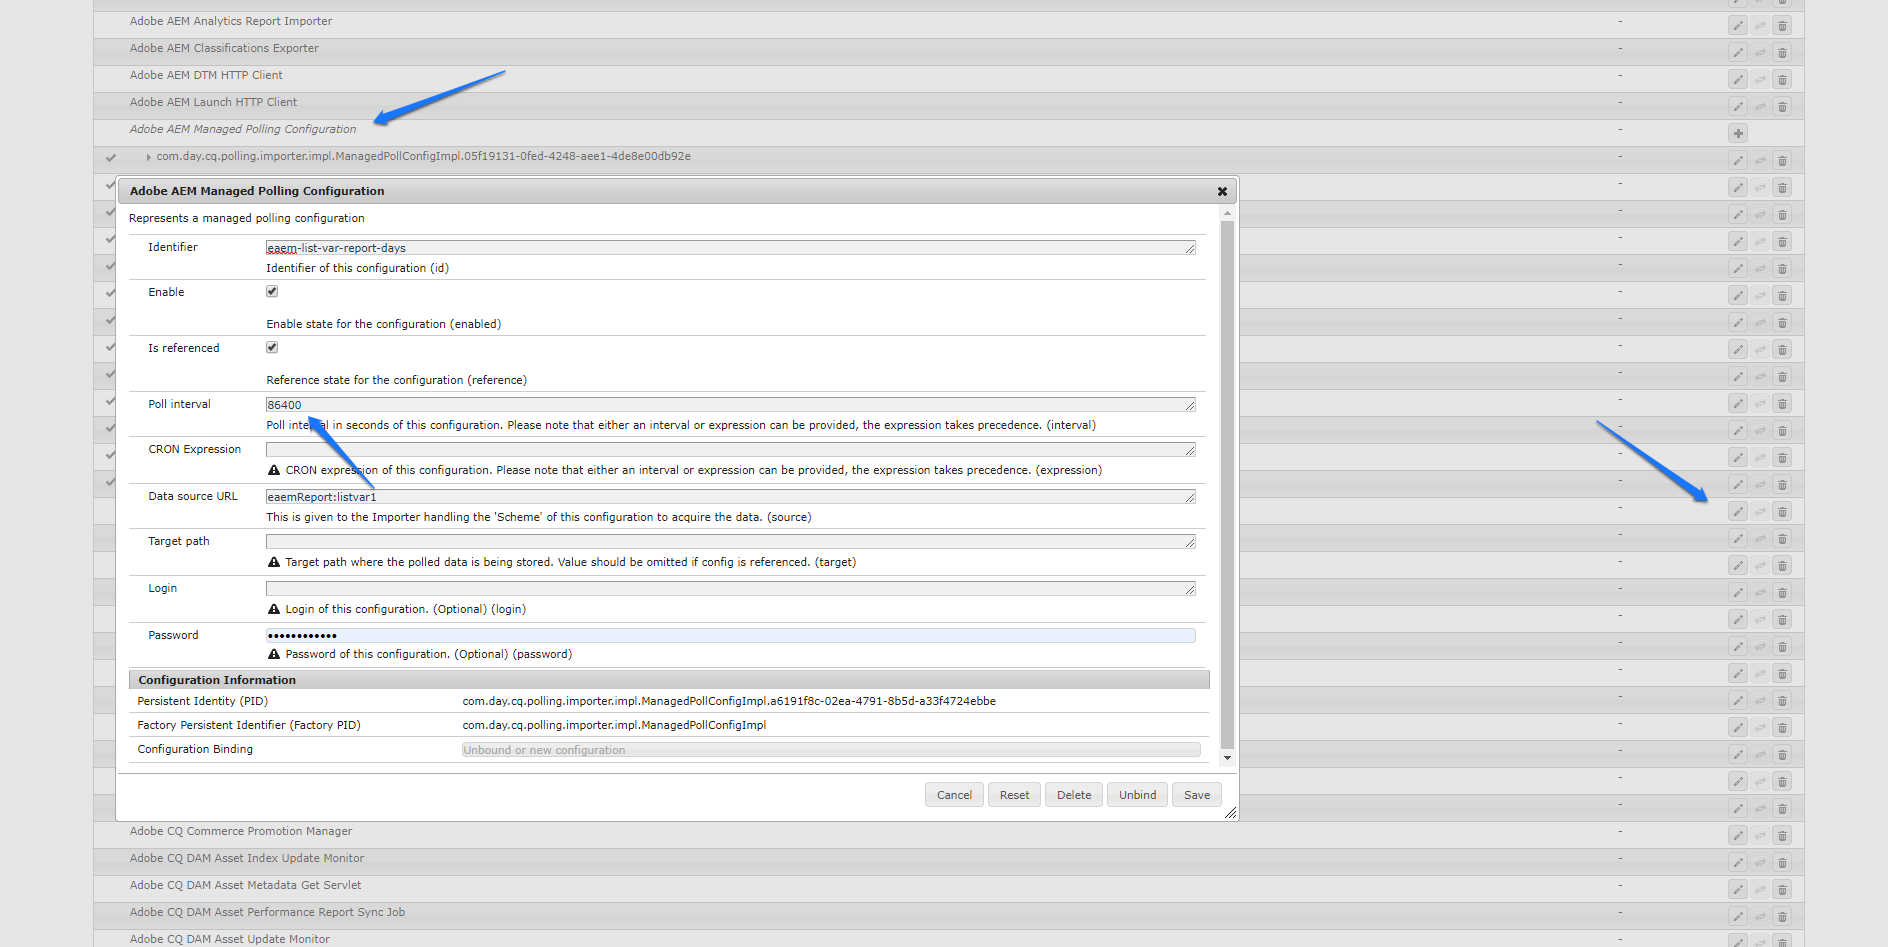 Adobe AEM Analytics Report Importer -
Adobe AEM Classifications Exporter -
Adobe AEM DTM HTTP Client -
Adobe AEM Launch HTTP Client -
Adobe AEM Managed Polling Configuration -
com.day.cq.polling.importer.impl.ManagedPollConfigImpl.05f19131-0fed-4248-aee1-4de8e00db92e -
Adobe AEM Managed Polling Configuration
Represents a managed polling configuration
Identifier eaem-list-var-report-days
Identifier of this configuration (id)
Enable
Enable state for the configuration (enabled)
Is referenced
Reference state for the configuration (reference)
Poll interval 86400
Poll interval in seconds of this configuration. Please note that either an interval or expression can be provided, the expression takes precedence. (interval)
CRON Expression
CRON expression of this configuration. Please note that either an interval or expression can be provided, the expression takes precedence. (expression)
Data source URL eaemReport:listvar1
This is given to the Importer handling the 'Scheme' of this configuration to acquire the data. (source)
Target path
Target path where the polled data is being stored. Value should be omitted if config is referenced. (target)
Login
Login of this configuration. (Optional) (login)
Password ••••••••••••
Password of this configuration. (Optional) (password)
Configuration Information
Persistent Identity (PID) com.day.cq.polling.importer.impl.ManagedPollConfigImpl.a6191f8c-02ea-4791-8b5d-a33f4724ebbe
Factory Persistent Identifier (Factory PID) com.day.cq.polling.importer.impl.ManagedPollConfigImpl
Configuration Binding Unbound or new configuration
Cancel Reset Delete Unbind Save
Adobe CQ Commerce Promotion Manager -
Adobe CQ DAM Asset Index Update Monitor -
Adobe CQ DAM Asset Metadata Get Servlet -
Adobe CQ DAM Asset Performance Report Sync Job -
Adobe CQ DAM Asset Update Monitor -